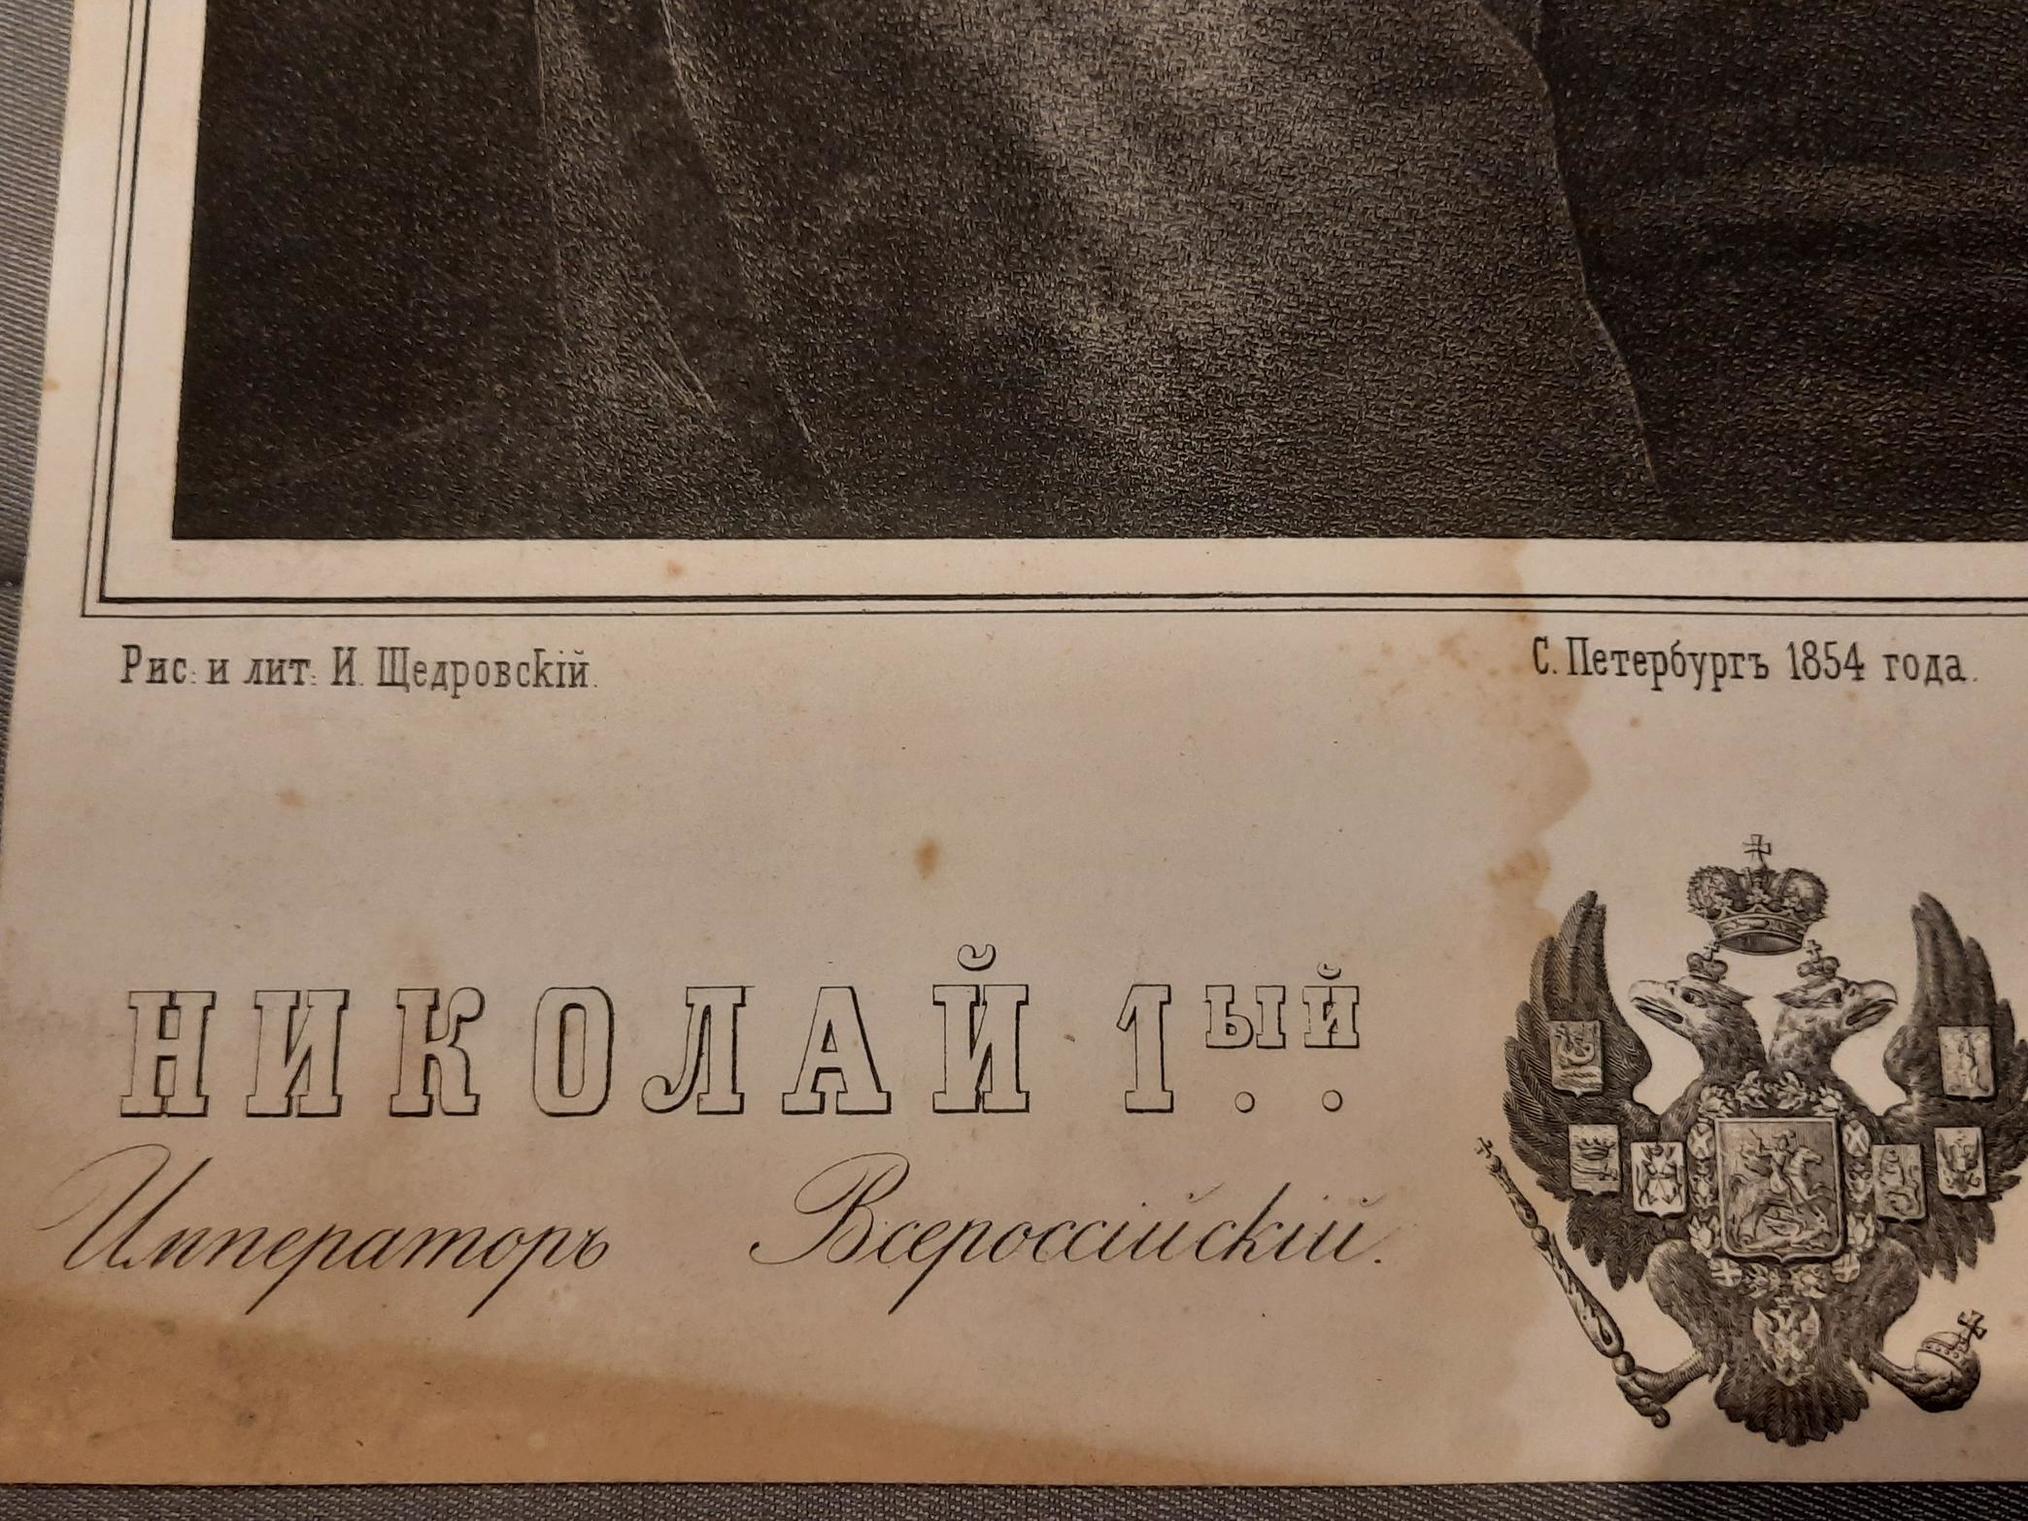 Рис: и лит: И. Щедровскій.
С. Петербургъ 1854 года.
НИКОЛАЙ 1ый
Императоръ Всероссійскій.